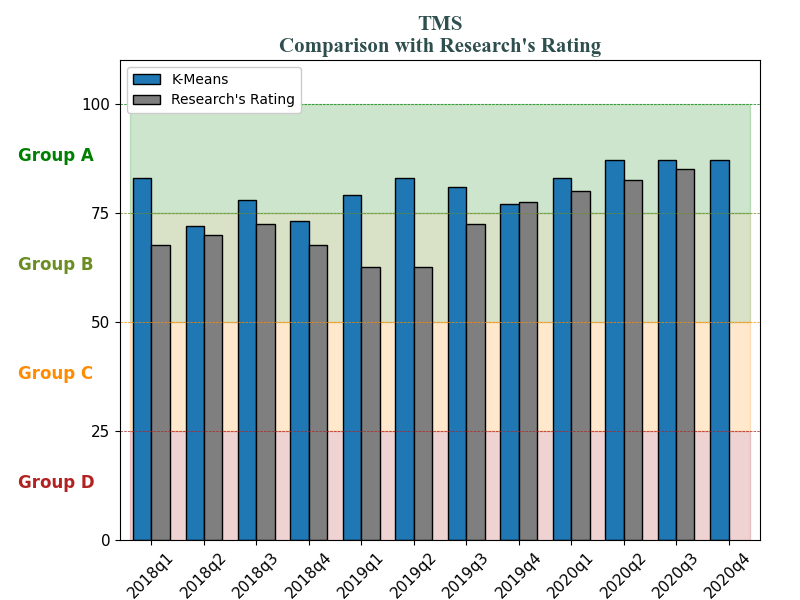 TMS
Comparison with Research's Rating
K-Means
Research's Rating
100
Group A
75
Group B
50
Group C
25
Group D
0
2018q1
2018q2
2018q3
2018q4
2019q1
2019q2
2019q3
2019q4
2020q1
2020q2
2020q3
2020q4